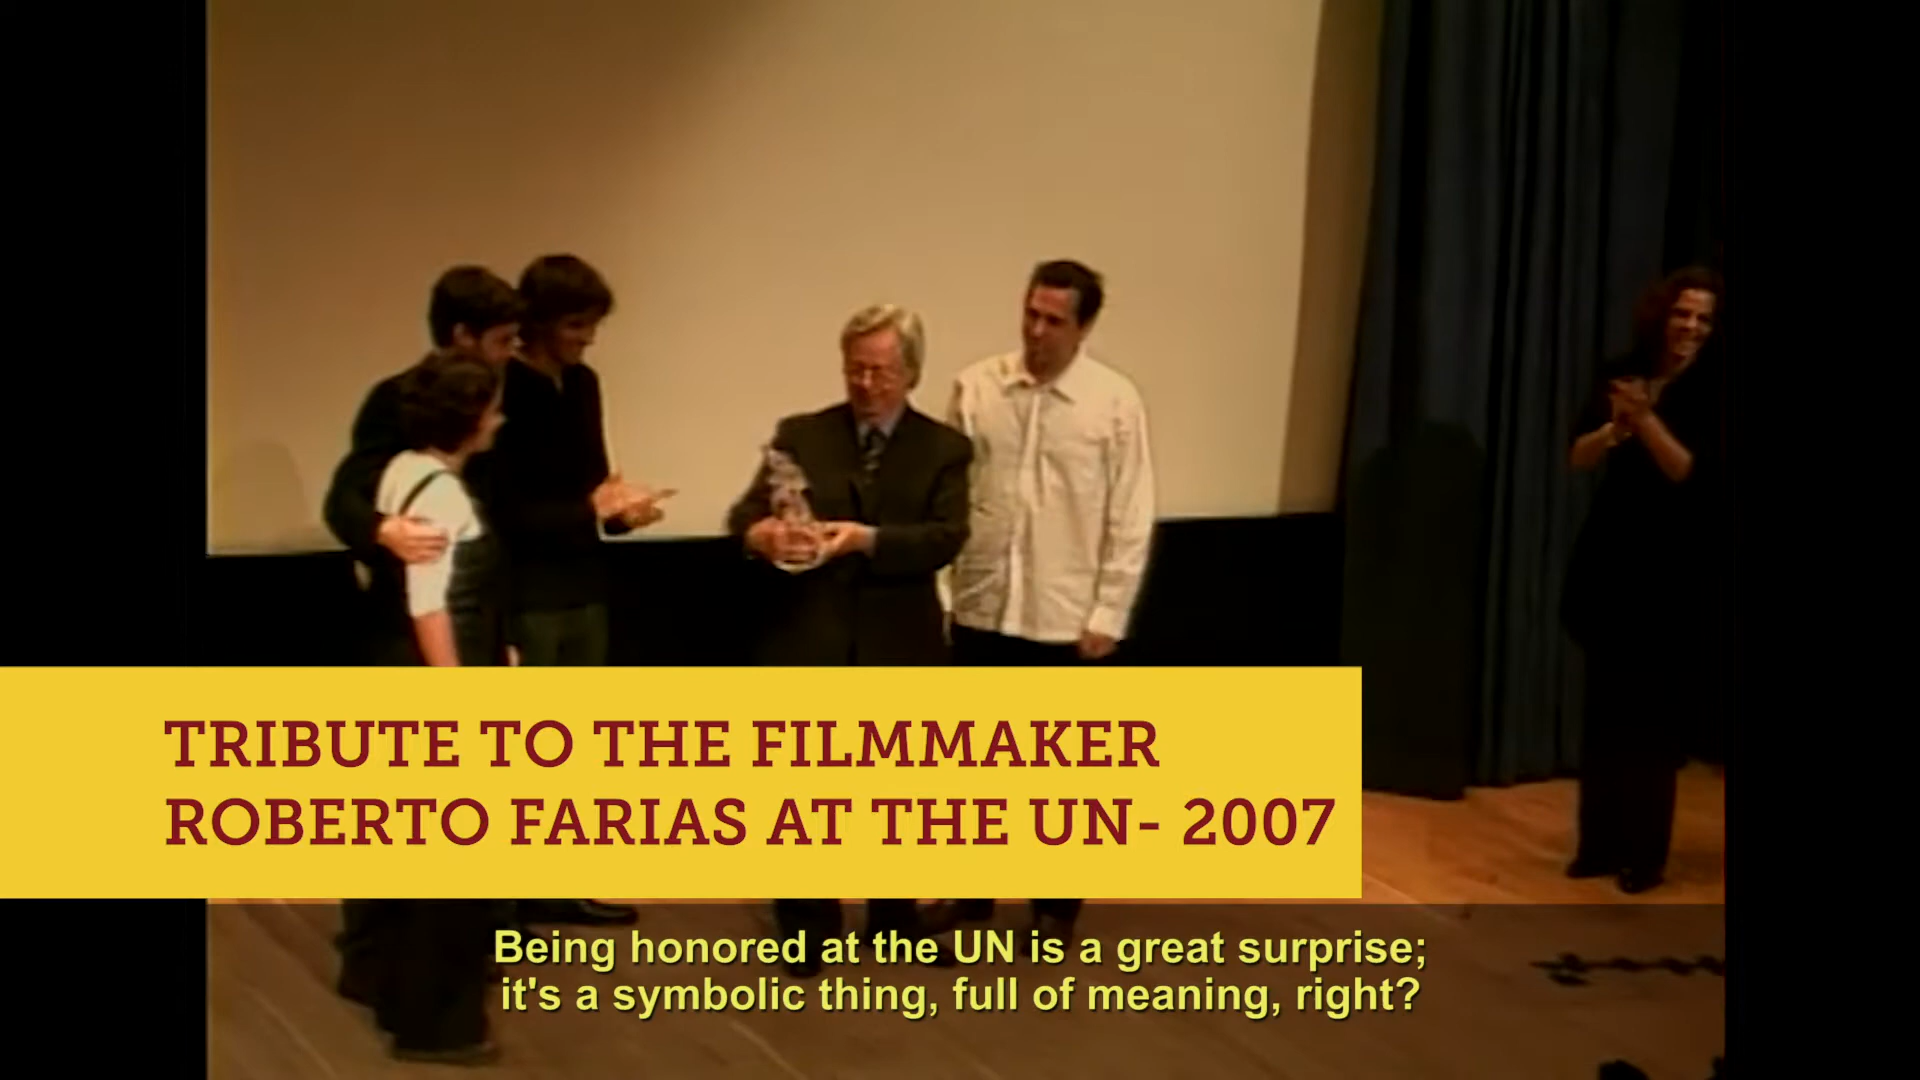 TRIBUTE TO THE FILMMAKER
ROBERTO FARIAS AT THE UN- 2007
Being honored at the UN is a great surprise;
it's a symbolic thing, full of meaning, right?